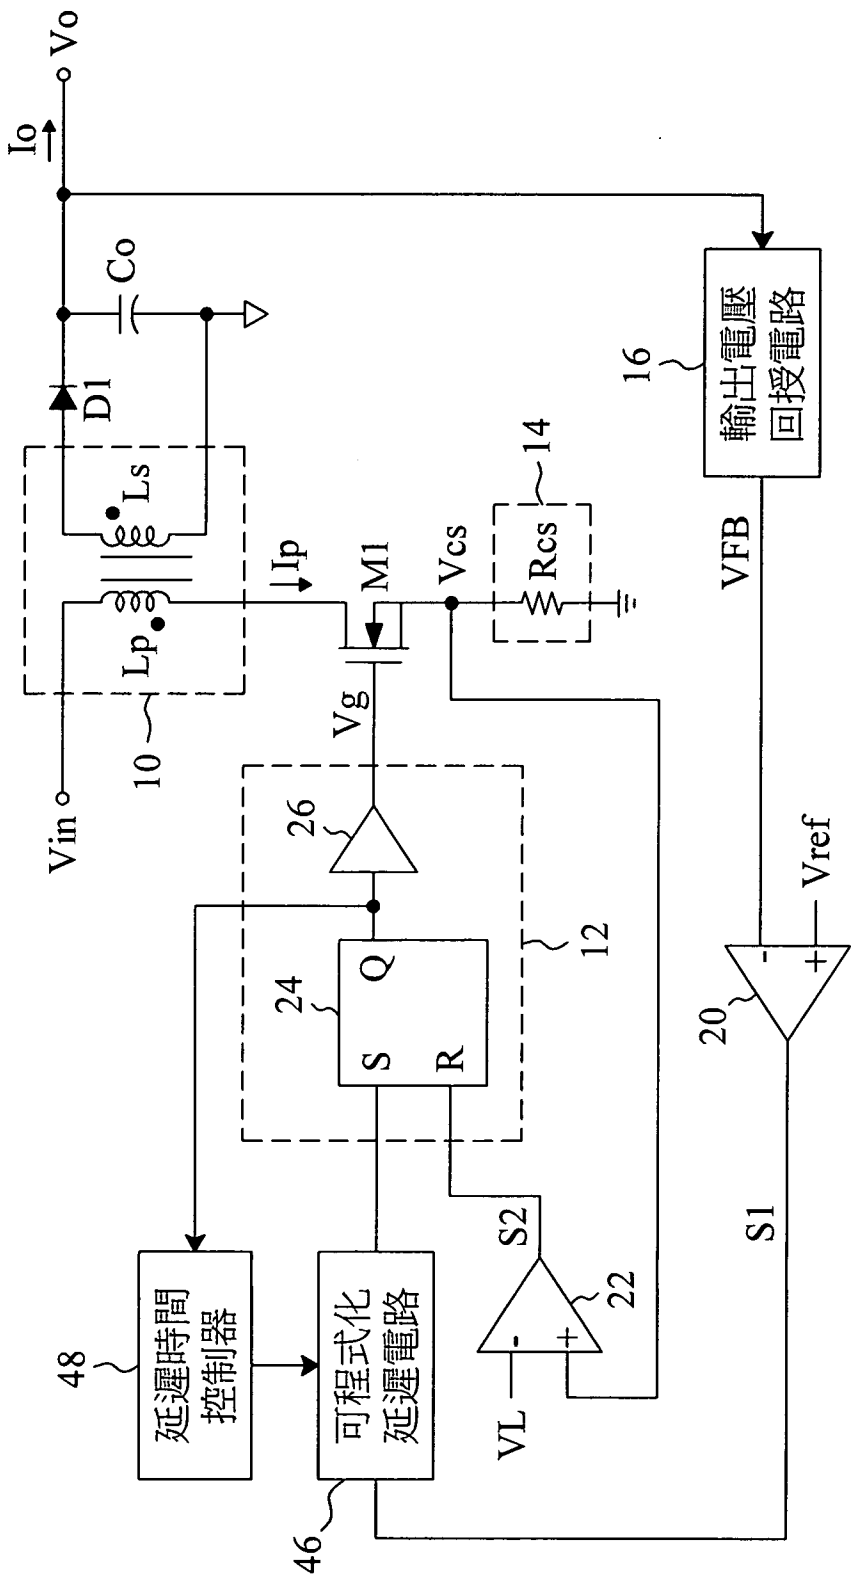 Vin
10
Lp
Ls
D1
Co
Io
Vo
Ip
Vg
M1
Vcs
14
Rcs
48
延遲時間
控制器
24
S
Q
R
26
12
46
可程式化
延遲電路
VL
-
+
22
S2
16
輸出電壓
回授電路
VFB
S1
20
-
+
Vref